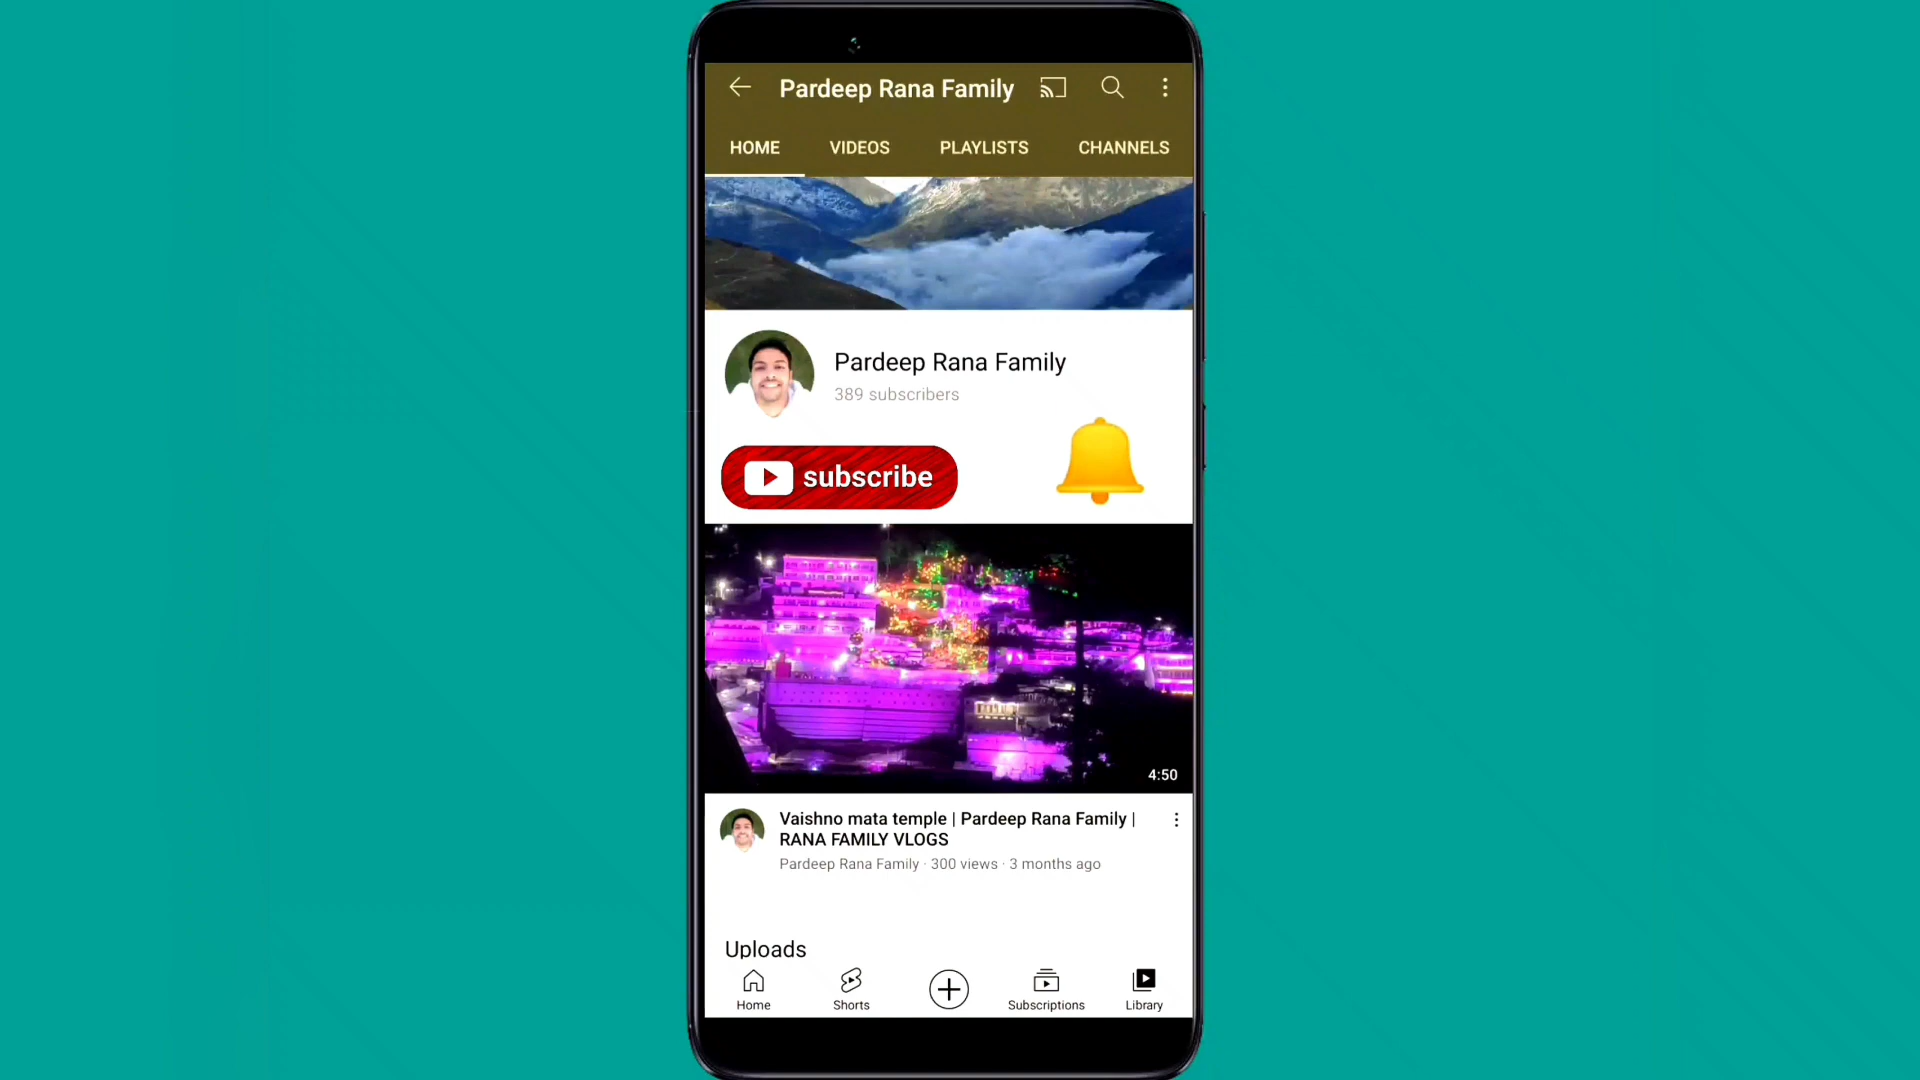 Pardeep Rana Family
HOME VIDEOS PLAYLISTS CHANNELS
Pardeep Rana Family
389 subscribers
subscribe
4:50
Vaishno mata temple | Pardeep Rana Family |
RANA FAMILY VLOGS
Pardeep Rana Family · 300 views · 3 months ago
Uploads
Home Shorts Subscriptions Library